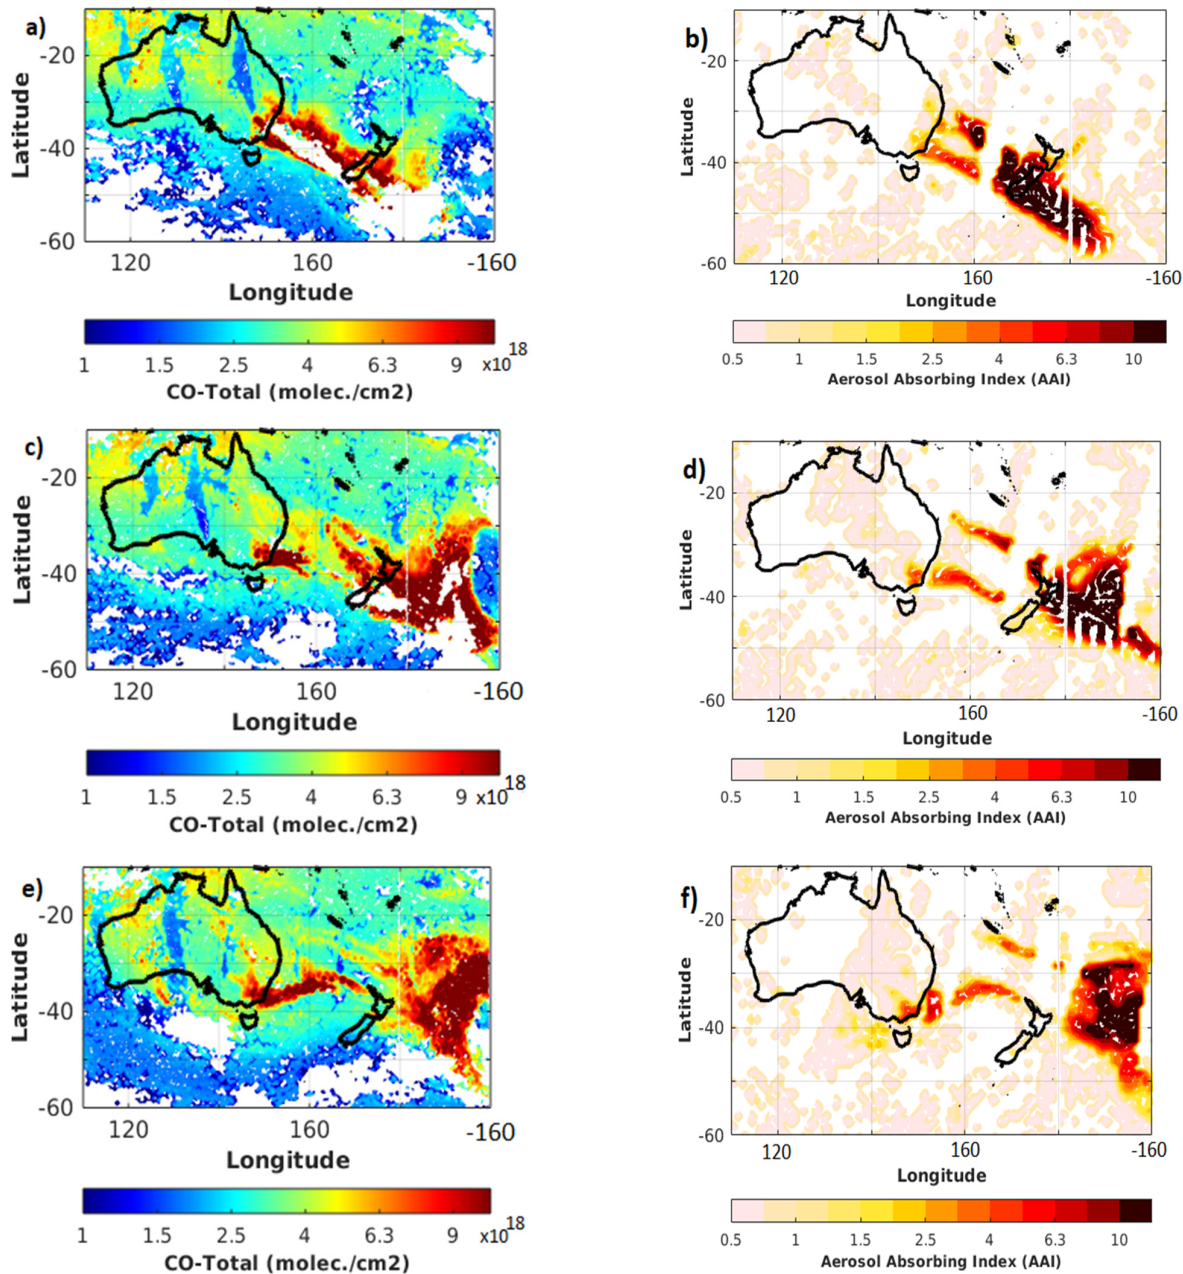 a)
Latitude
-20
-40
-60
120 160 -160
Longitude
1 1.5 2.5 4 6.3 9 x10 18
CO-Total (molec./cm2)
b)
Latitude
-20
-40
-60
120 160 -160
Longitude
0.5 1 1.5 2.5 4 6.3 10
Aerosol Absorbing Index (AAI)
c)
Latitude
-20
-40
-60
120 160 -160
Longitude
1 1.5 2.5 4 6.3 9 x10 18
CO-Total (molec./cm2)
d)
Latitude
-20
-40
-60
120 160 -160
Longitude
0.5 1 1.5 2.5 4 6.3 10
Aerosol Absorbing Index (AAI)
e)
Latitude
-20
-40
-60
120 160 -160
Longitude
1 1.5 2.5 4 6.3 9 x10 18
CO-Total (molec./cm2)
f)
Latitude
-20
-40
-60
120 160 -160
Longitude
0.5 1 1.5 2.5 4 6.3 10
Aerosol Absorbing Index (AAI)